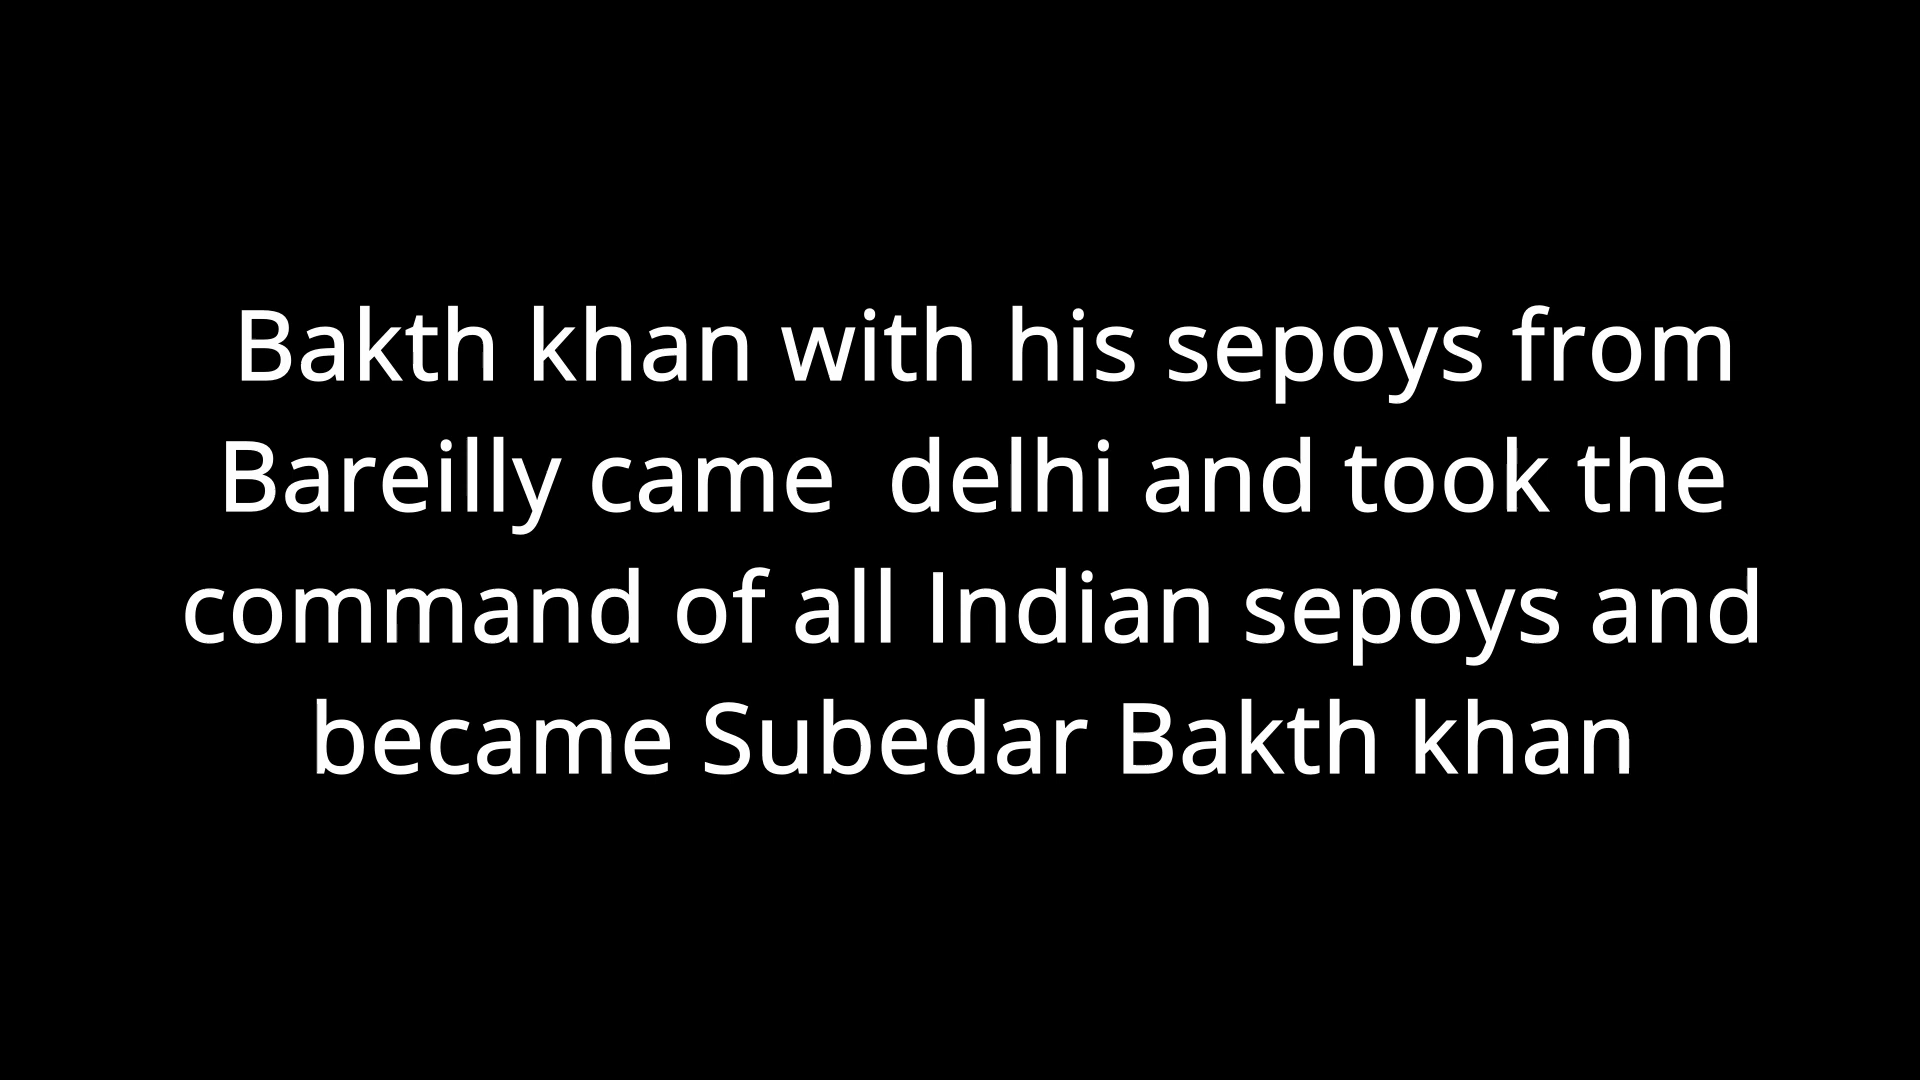 Bakth khan with his sepoys from
Bareilly came  delhi and took the
command of all Indian sepoys and
became Subedar Bakth khan